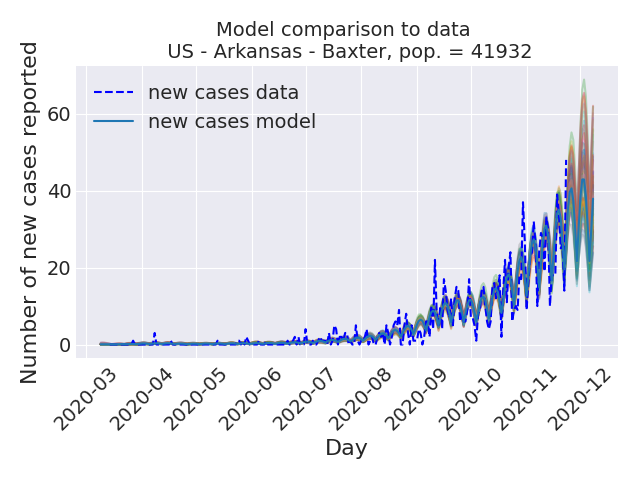 Model comparison to data
US - Arkansas - Baxter, pop. = 41932
Number of new cases reported
60
40
20
0
new cases data
new cases model
2020-03
2020-04
2020-05
2020-06
2020-07
2020-08
2020-09
2020-10
2020-11
2020-12
Day